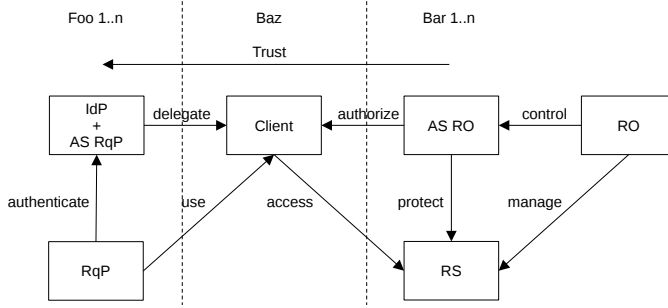 Foo 1..n
Baz
Bar 1..n
Trust
IdP
+
AS RqP
delegate
Client
authorize
AS RO
control
RO
authenticate
use
access
protect
manage
RqP
RS